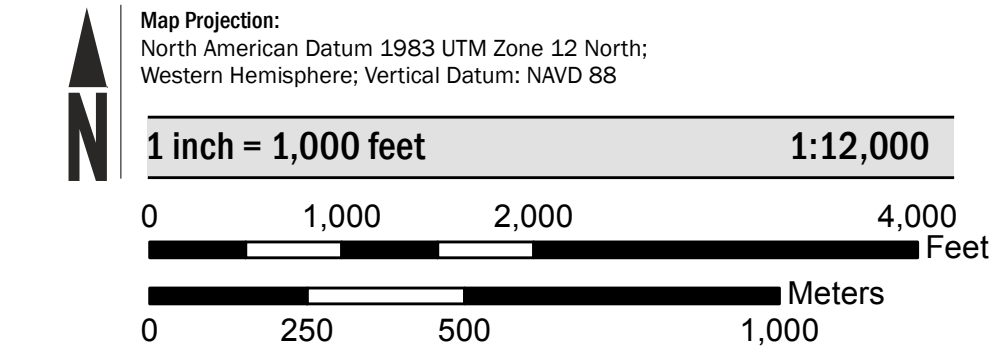 N
Map Projection:
North American Datum 1983 UTM Zone 12 North;
Western Hemisphere; Vertical Datum: NAVD 88
1 inch = 1,000 feet 1:12,000
0 1,000 2,000 4,000
Feet
Meters
0 250 500 1,000